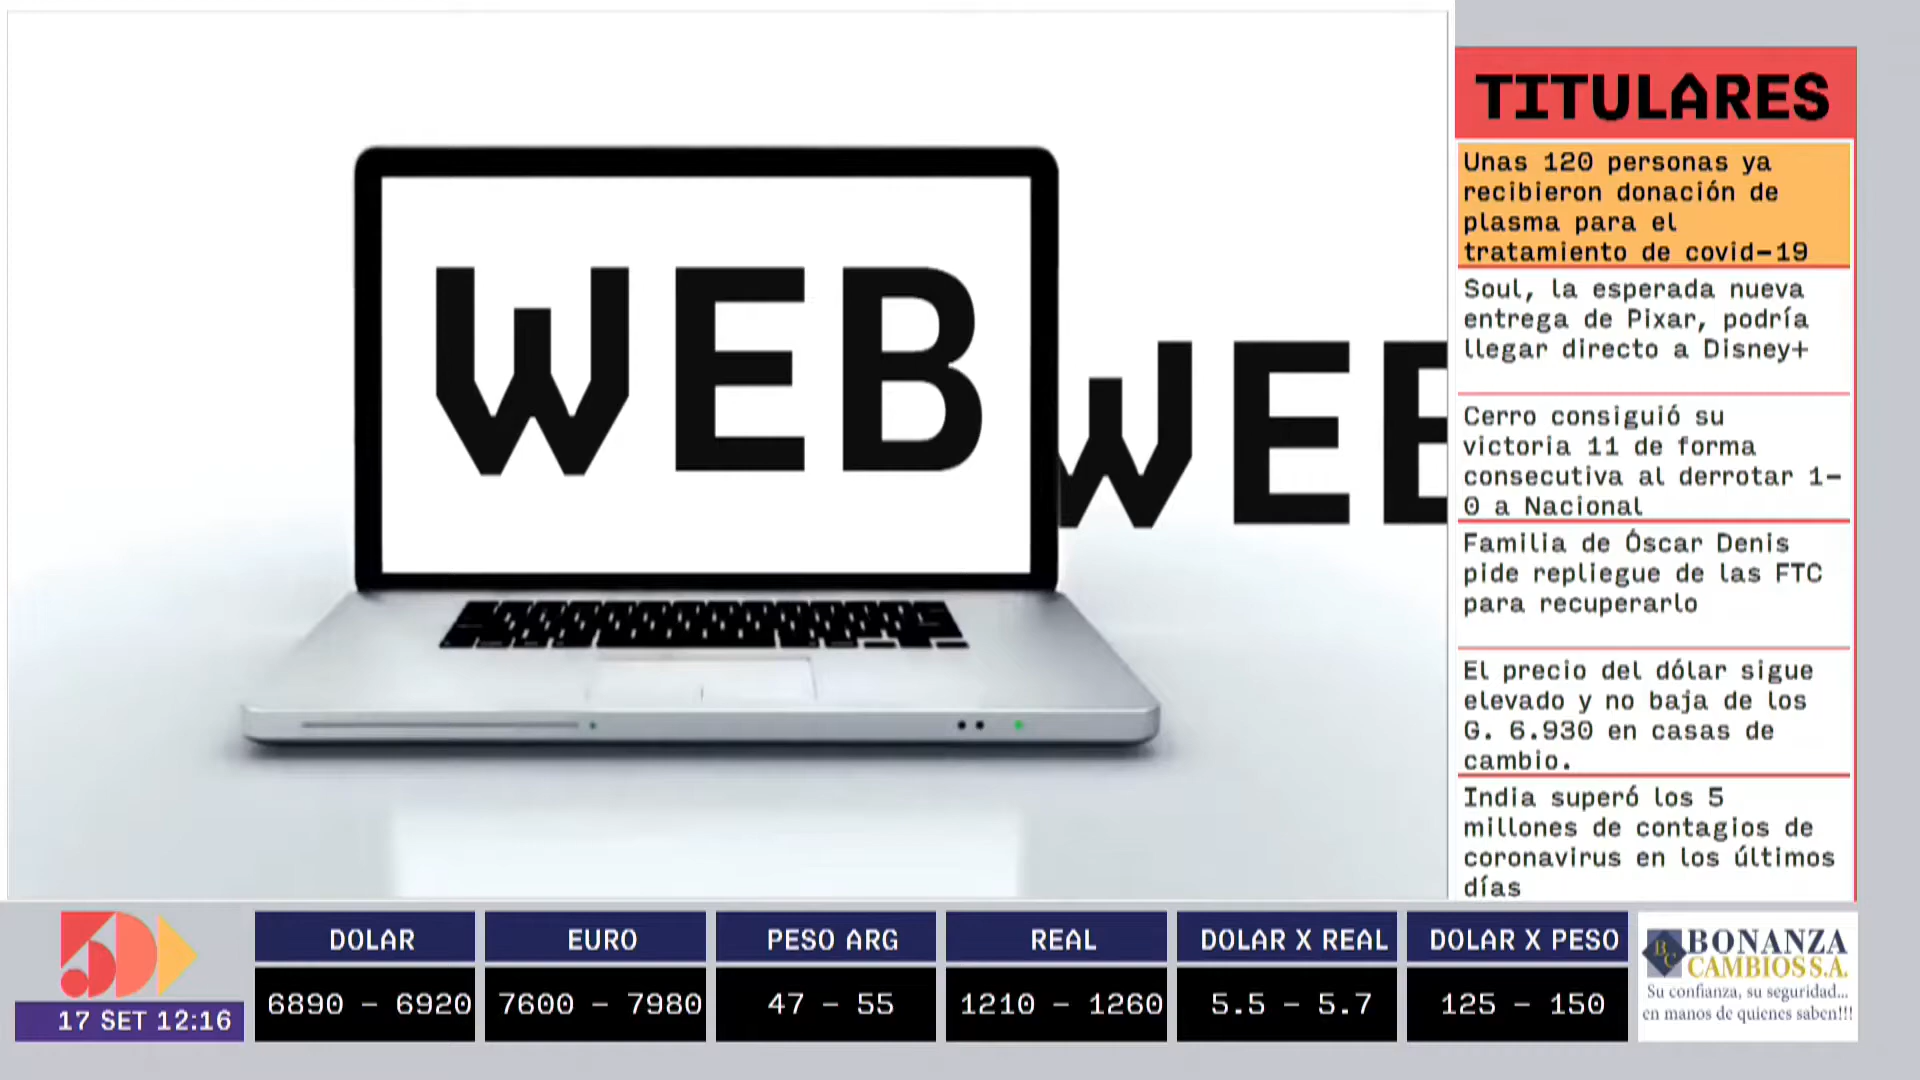 WEB
WEB
TITULARES
Unas 120 personas ya
recibieron donación de
plasma para el
tratamiento de covid-19
Soul, la esperada nueva
entrega de Pixar, podría
llegar directo a Disney+
Cerro consiguió su
victoria 11 de forma
consecutiva al derrotar 1-
0 a Nacional
Familia de Óscar Denis
pide repliegue de las FTC
para recuperarlo
El precio del dólar sigue
elevado y no baja de los
G. 6.930 en casas de
cambio.
India superó los 5
millones de contagios de
coronavirus en los últimos
días
5D
17 SET 12:16
DOLAR
6890 - 6920
EURO
7600 - 7980
PESO ARG
47 - 55
REAL
1210 - 1260
DOLAR X REAL
5.5 - 5.7
DOLAR X PESO
125 - 150
BC
BONANZA
CAMBIOS S.A.
Su confianza, su seguridad...
en manos de quienes saben!!!